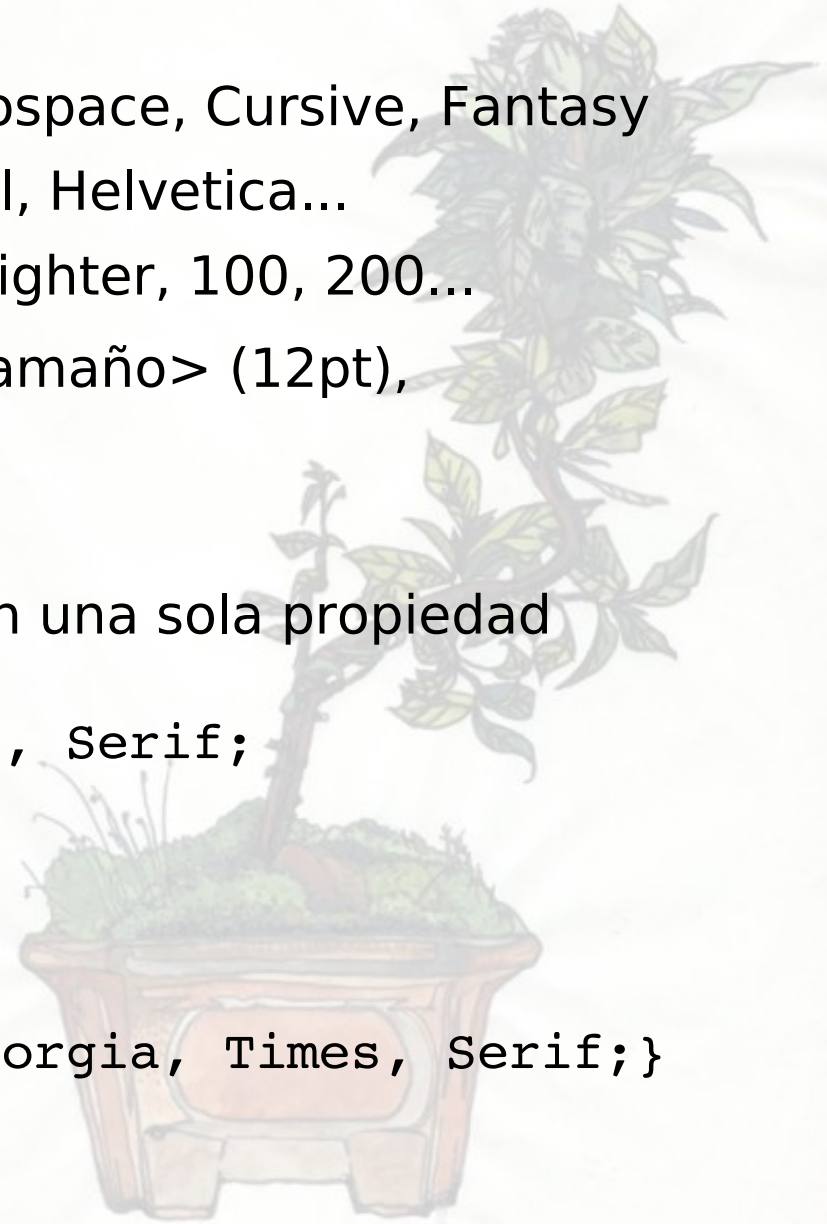 ospace, Cursive, Fantasy
l, Helvetica...
ighter, 100, 200...
amaño> (12pt),
n una sola propiedad
, Serif;
orgia, Times, Serif;}